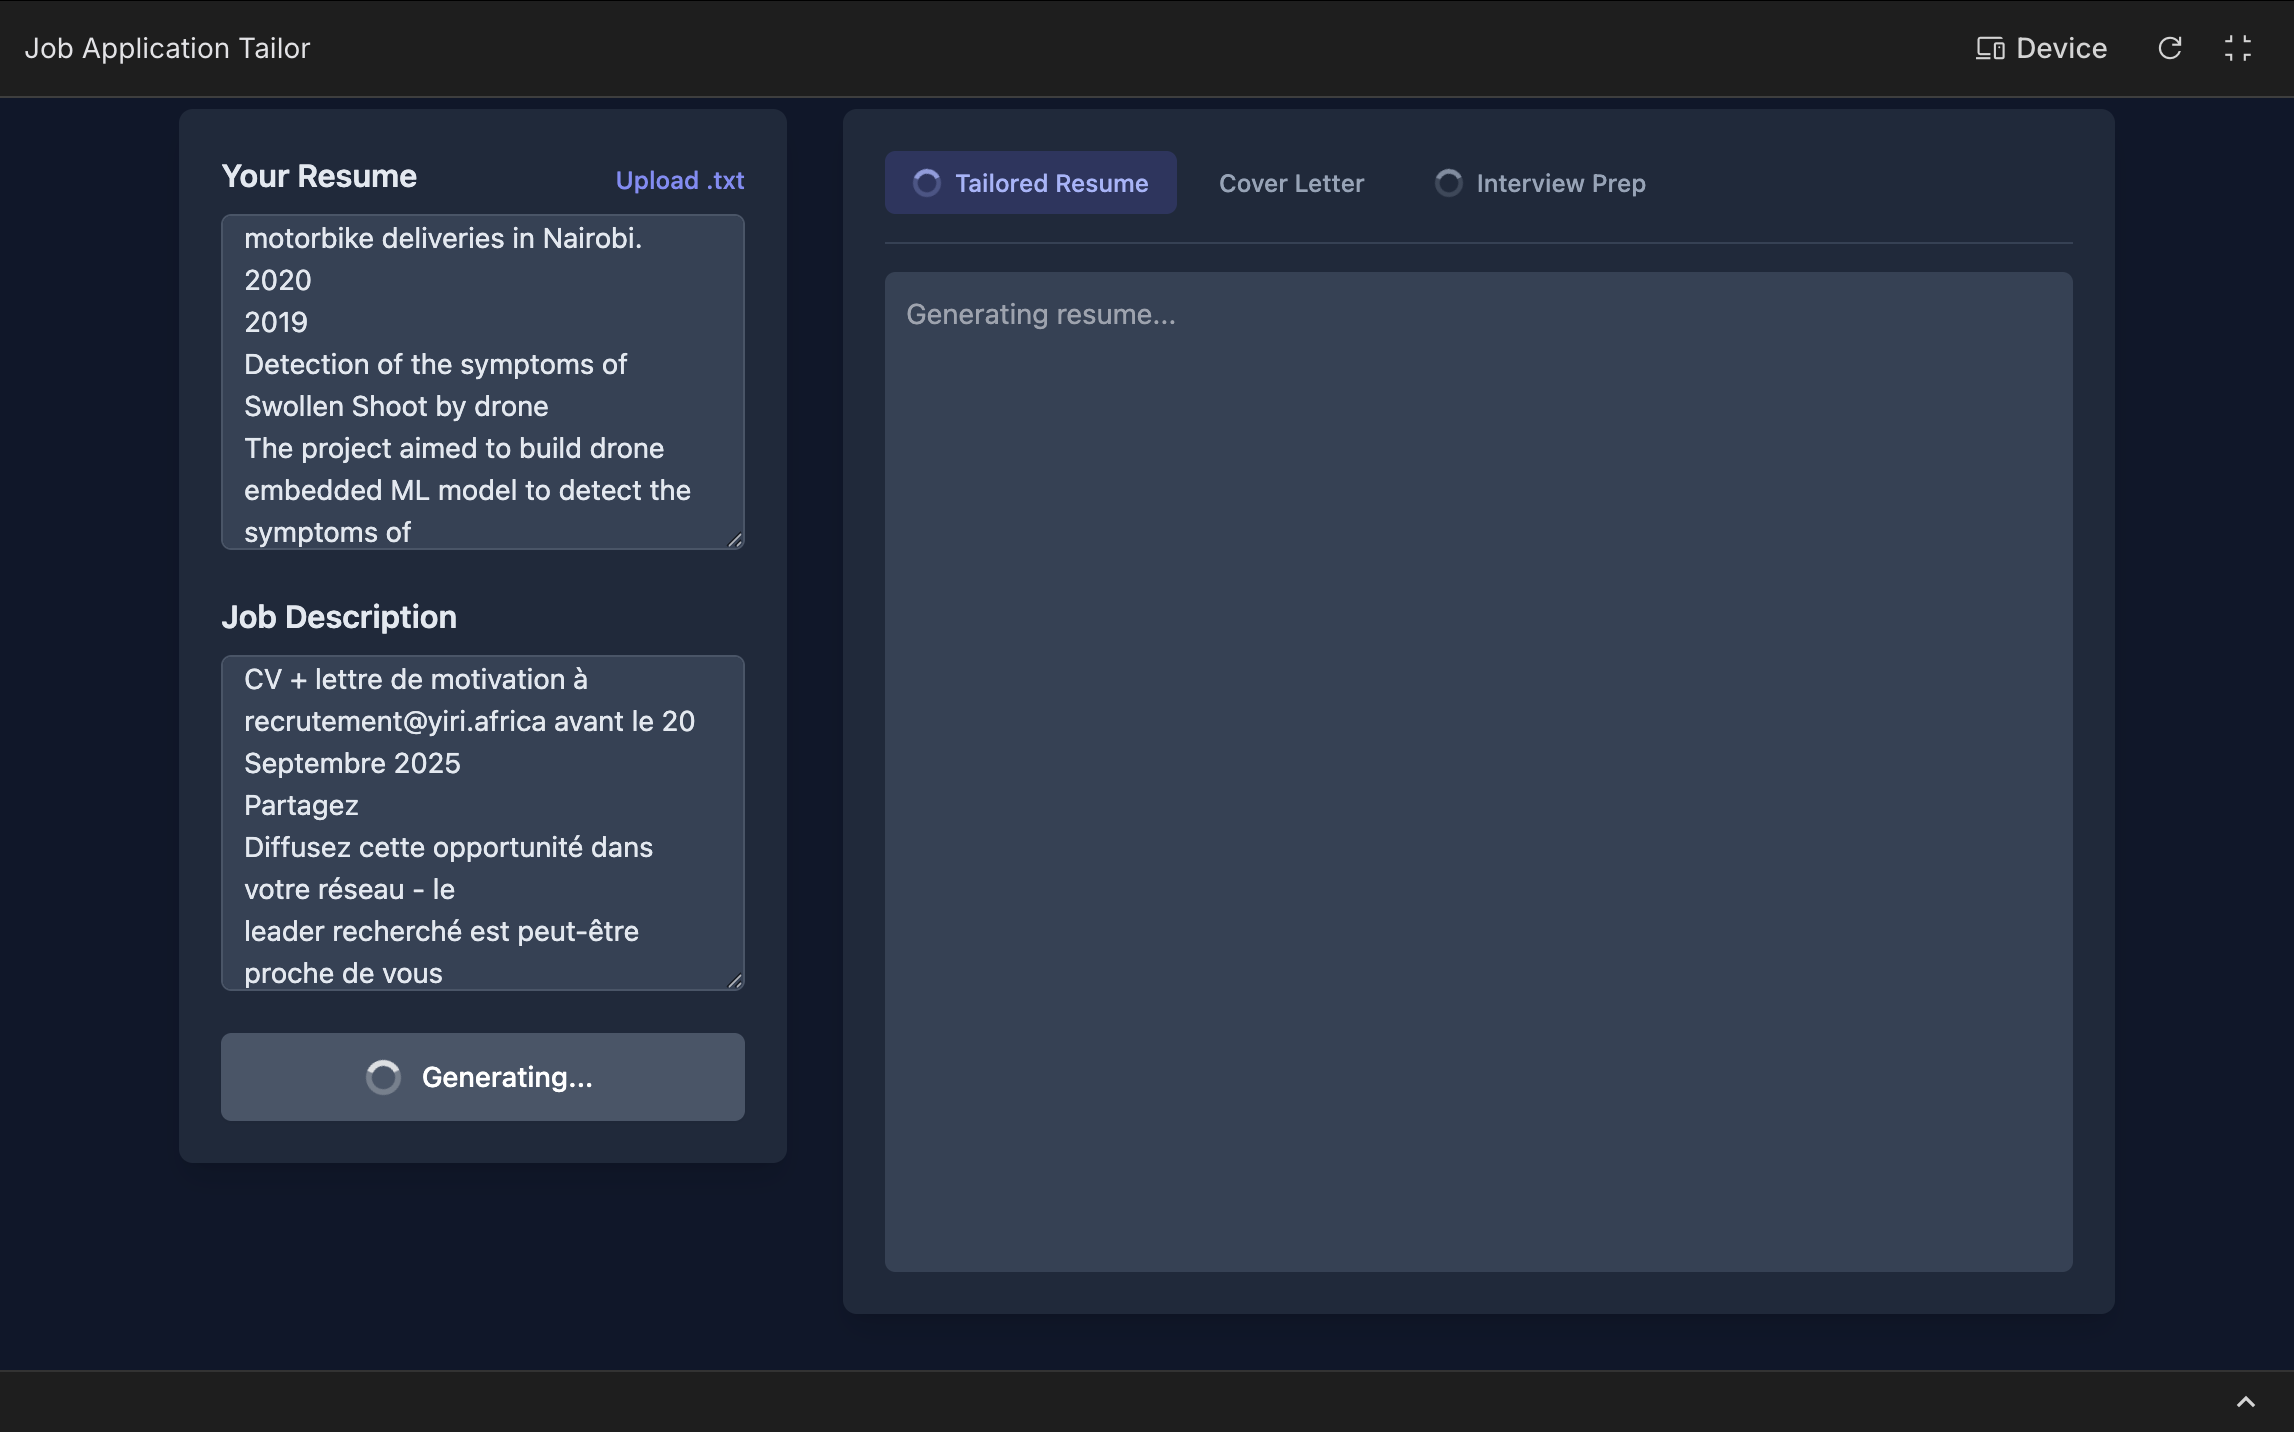 Job Application Tailor
Device
Your Resume
Upload .txt
motorbike deliveries in Nairobi.
2020
2019
Detection of the symptoms of
Swollen Shoot by drone
The project aimed to build drone
embedded ML model to detect the
symptoms of
Job Description
CV + lettre de motivation à
recrutement@yiri.africa avant le 20
Septembre 2025
Partagez
Diffusez cette opportunité dans
votre réseau - le
leader recherché est peut-être
proche de vous
Generating...
Tailored Resume
Cover Letter
Interview Prep
Generating resume...